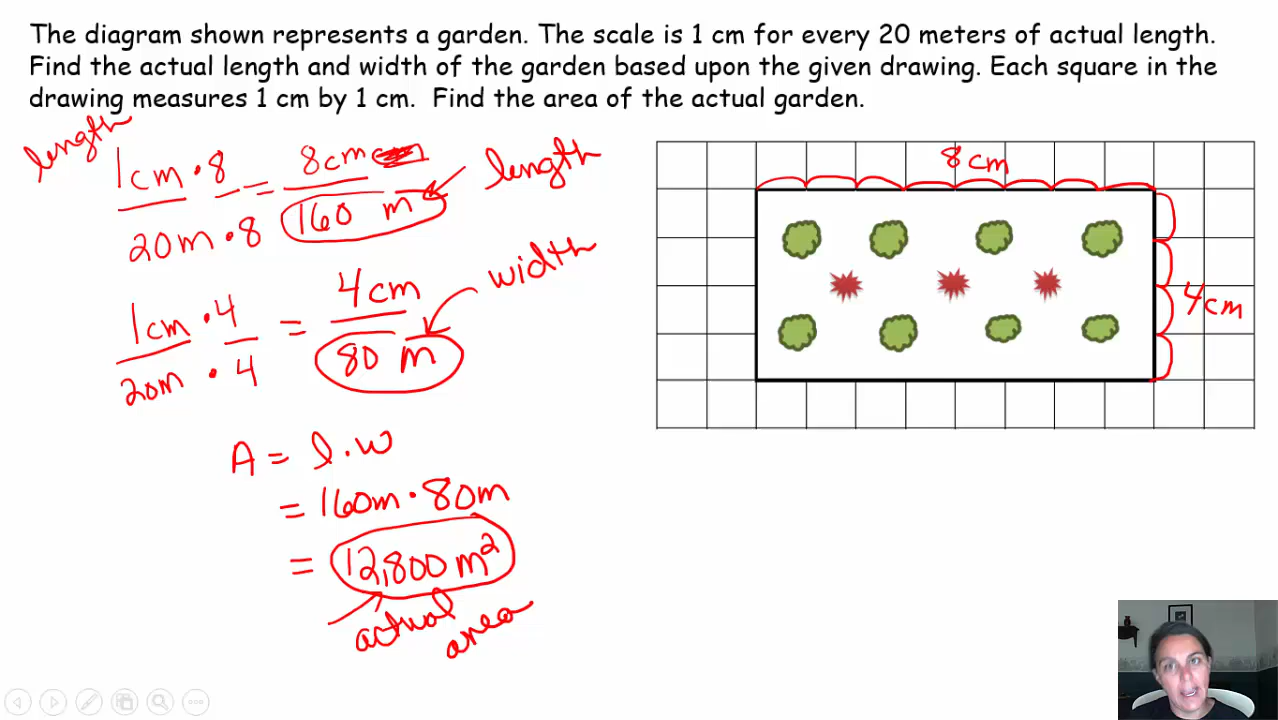 The diagram shown represents a garden. The scale is 1 cm for every 20 meters of actual length.
Find the actual length and width of the garden based upon the given drawing. Each square in the
drawing measures 1 cm by 1 cm. Find the area of the actual garden.
length
1cm · 8 = 8cm
20m · 8 160 m
length
1cm · 4 = 4cm
20m · 4 80 m
width
A = l · w
= 160m · 80m
= 12,800 m²
actual
area
8cm
4cm